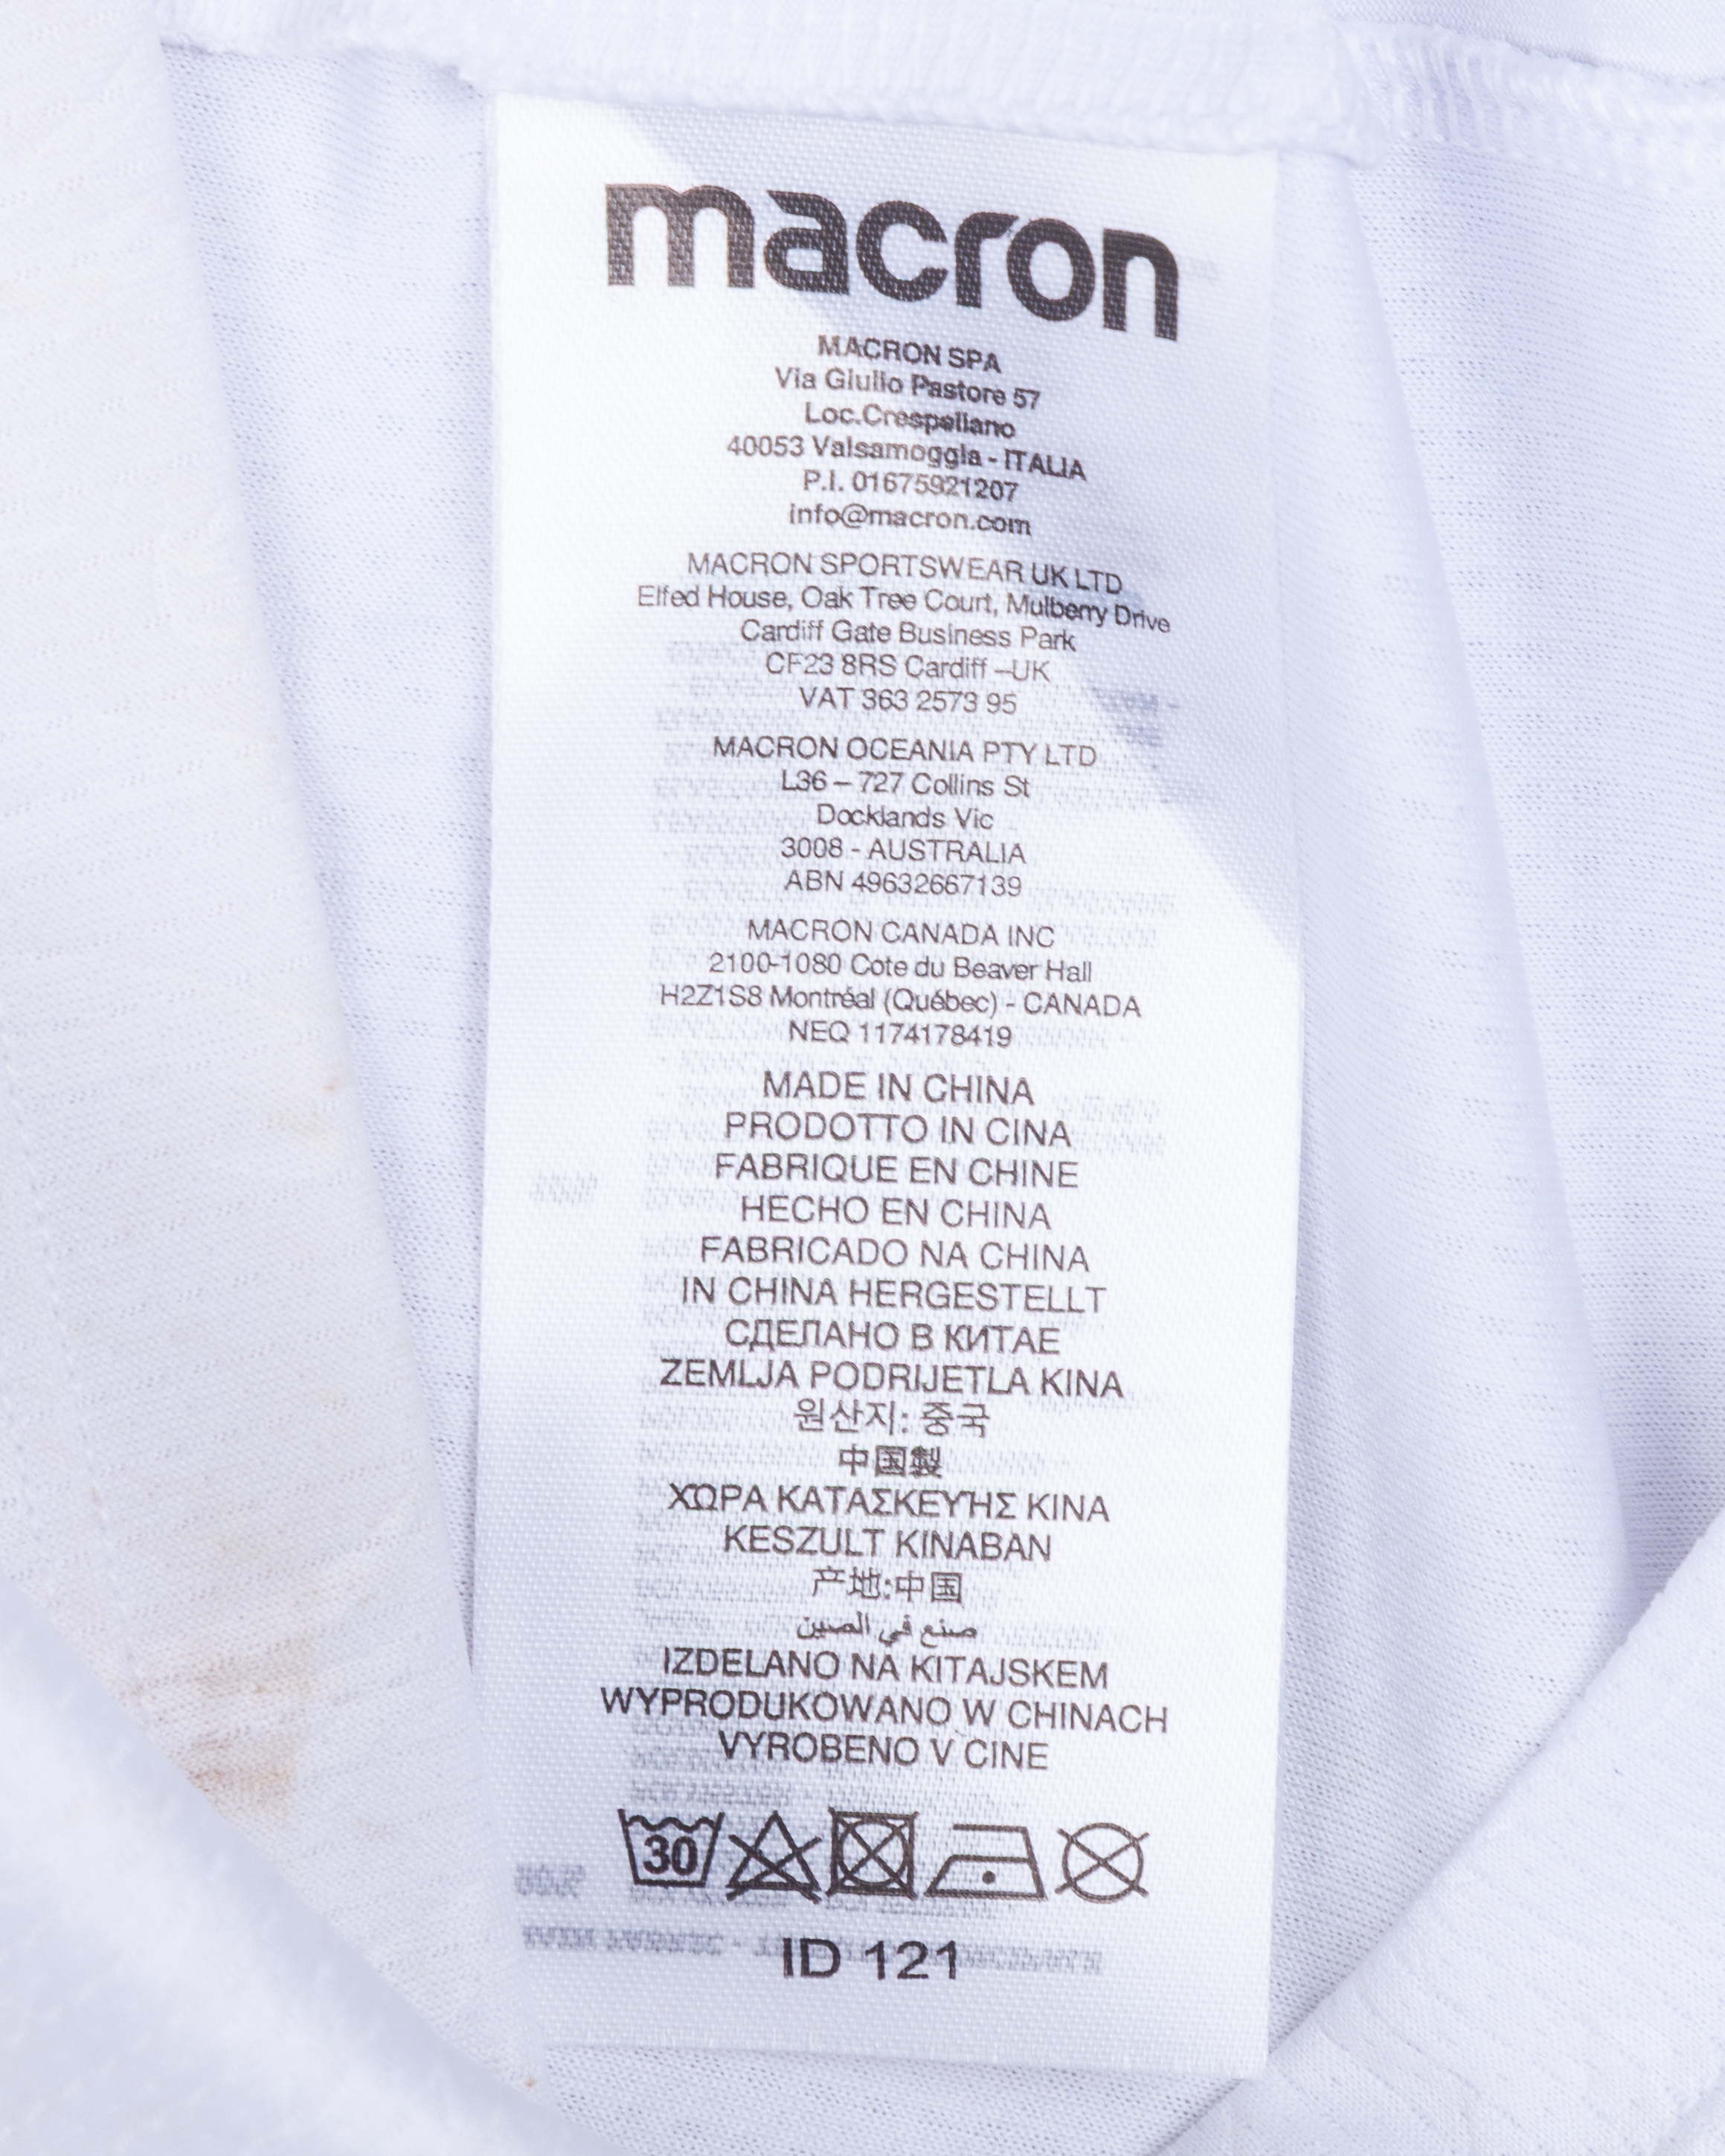 macron
MACRON SPA
Via Giulio Pastore 57
Loc.Crespellano
40053 Valsamoggia - ITALIA
P.I. 01675921207
info@macron.com
MACRON SPORTSWEAR UK LTD
Elfed House, Oak Tree Court, Mulberry Drive
Cardiff Gate Business Park
CF23 8RS Cardiff –UK
VAT 363 2573 95
MACRON OCEANIA PTY LTD
L36 – 727 Collins St
Docklands Vic
3008 - AUSTRALIA
ABN 49632667139
MACRON CANADA INC
2100-1080 Cote du Beaver Hall
H2Z1S8 Montréal (Québec) - CANADA
NEQ 1174178419
MADE IN CHINA
PRODOTTO IN CINA
FABRIQUE EN CHINE
HECHO EN CHINA
FABRICADO NA CHINA
IN CHINA HERGESTELLT
СДЕЛАНО В КИТАЕ
ZEMLJA PODRIJETLA KINA
원산지: 중국
中国製
ΧΩΡΑ ΚΑΤΑΣΚΕΥΉΣ ΚΙΝΑ
KESZULT KINABAN
产地:中国
صنع في الصين
IZDELANO NA KITAJSKEM
WYPRODUKOWANO W CHINACH
VYROBENO V CINE
30
ID 121